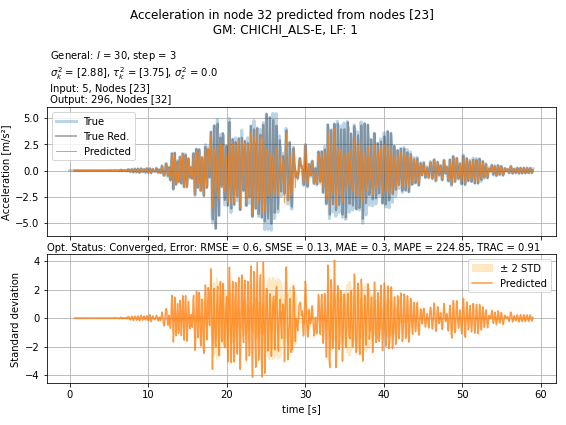 Acceleration in node 32 predicted from nodes [23]
GM: CHICHI_ALS-E, LF: 1
General: l = 30, step = 3
σ²ₖ = [2.88], τ²ₖ = [3.75], σ²ε = 0.0
Input: 5, Nodes [23]
Output: 296, Nodes [32]
Acceleration [m/s²]
5.0
2.5
0.0
−2.5
−5.0
True
True Red.
Predicted
Opt. Status: Converged, Error: RMSE = 0.6, SMSE = 0.13, MAE = 0.3, MAPE = 224.85, TRAC = 0.91
Standard deviation
4
2
0
−2
−4
± 2 STD
Predicted
0 10 20 30 40 50 60
time [s]